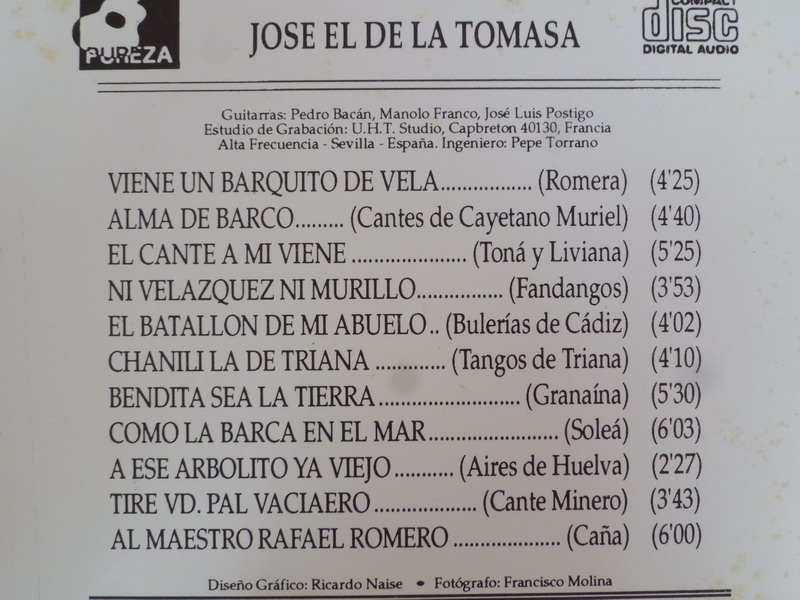 PUREZA
JOSE EL DE LA TOMASA
COMPACT
disc
DIGITAL AUDIO
Guitarras: Pedro Bacán, Manolo Franco, José Luis Postigo
Estudio de Grabación: U.H.T. Studio, Capbreton 40130, Francia
Alta Frecuencia - Sevilla - España. Ingeniero: Pepe Torrano
VIENE UN BARQUITO DE VELA................. (Romera) (4'25)
ALMA DE BARCO......... (Cantes de Cayetano Muriel) (4'40)
EL CANTE A MI VIENE ..................... (Toná y Liviana) (5'25)
NI VELAZQUEZ NI MURILLO................ (Fandangos) (3'53)
EL BATALLON DE MI ABUELO .. (Bulerías de Cádiz) (4'02)
CHANILI LA DE TRIANA ............. (Tangos de Triana) (4'10)
BENDITA SEA LA TIERRA .......................... (Granaína) (5'30)
COMO LA BARCA EN EL MAR........................ (Soleá) (6'03)
A ESE ARBOLITO YA VIEJO ........... (Aires de Huelva) (2'27)
TIRE VD. PAL VACIAERO ................... (Cante Minero) (3'43)
AL MAESTRO RAFAEL ROMERO .................... (Caña) (6'00)
Diseño Gráfico: Ricardo Naise • Fotógrafo: Francisco Molina